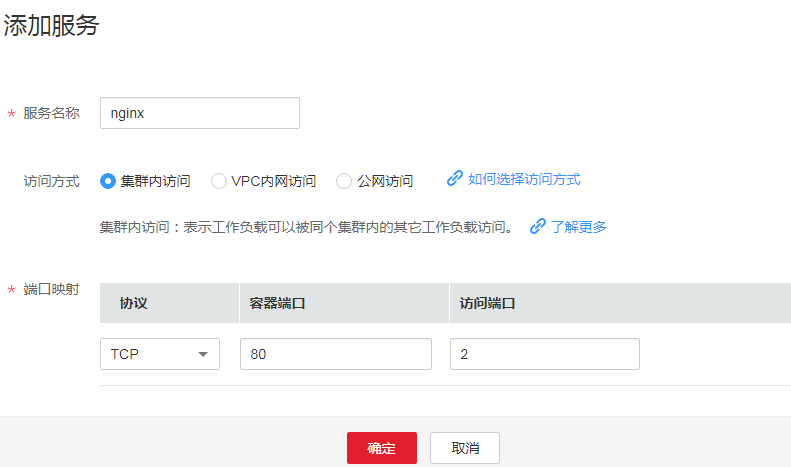 添加服务
* 服务名称 nginx
访问方式 集群内访问 VPC内网访问 公网访问 如何选择访问方式
集群内访问：表示工作负载可以被同个集群内的其它工作负载访问。 了解更多
* 端口映射
协议 容器端口 访问端口
TCP 80 2
确定 取消